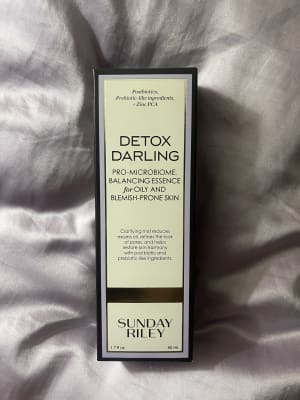 Postbiotics,
Prebiotic-like ingredients,
+ Zinc PCA
DETOX
DARLING
PRO-MICROBIOME
BALANCING ESSENCE
for OILY AND
BLEMISH-PRONE SKIN
Clarifying mist reduces
excess oil, refines the look
of pores, and helps
restore skin harmony
with postbiotic and
prebiotic-like ingredients.
SUNDAY
RILEY
1.7 fl oz 50 mL